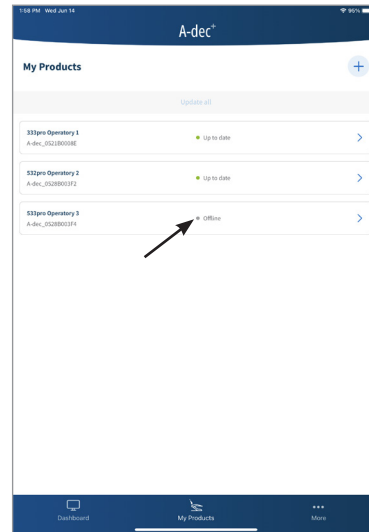 1:58 PM Wed Jun 14 95%
A-dec+
My Products
+
Update all
333pro Operatory 1
A-dec_0S21B0008E
Up to date
532pro Operatory 2
A-dec_0S28B003F2
Up to date
533pro Operatory 3
A-dec_0S28B003F4
Offline
Dashboard My Products More